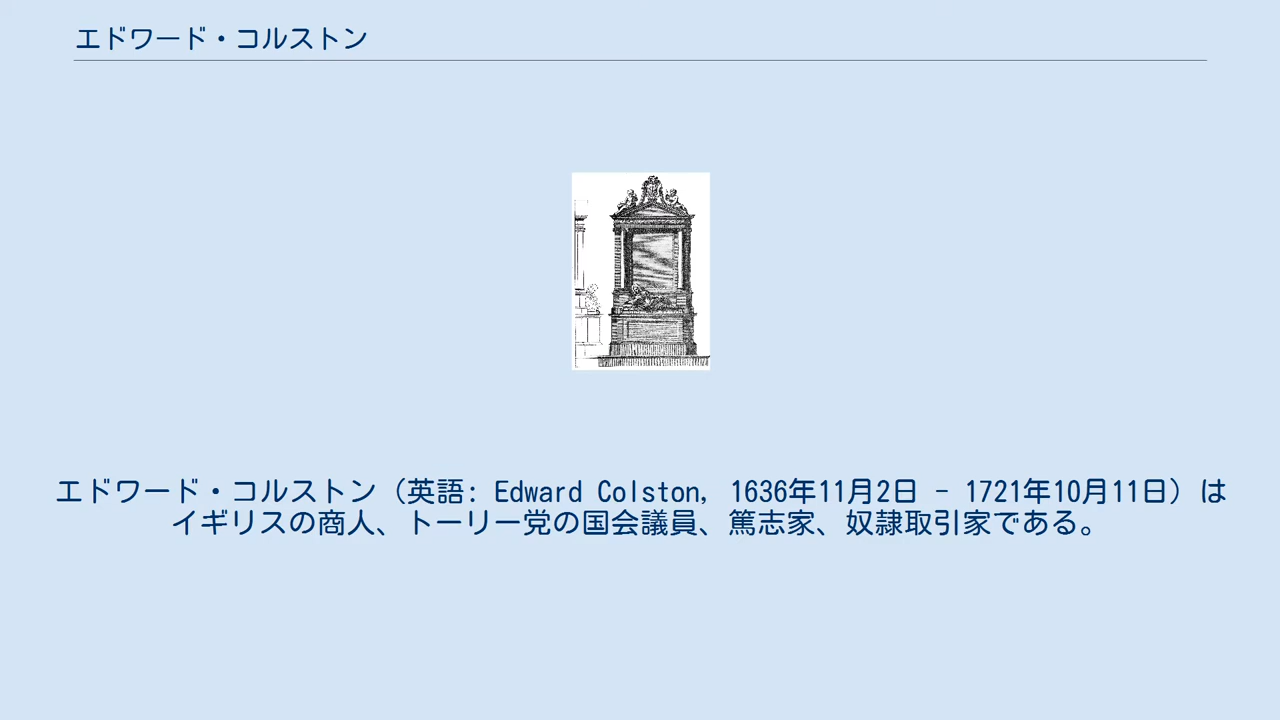 エドワード・コルストン
エドワード・コルストン（英語: Edward Colston, 1636年11月2日 - 1721年10月11日）は
イギリスの商人、トーリー党の国会議員、篤志家、奴隷取引家である。